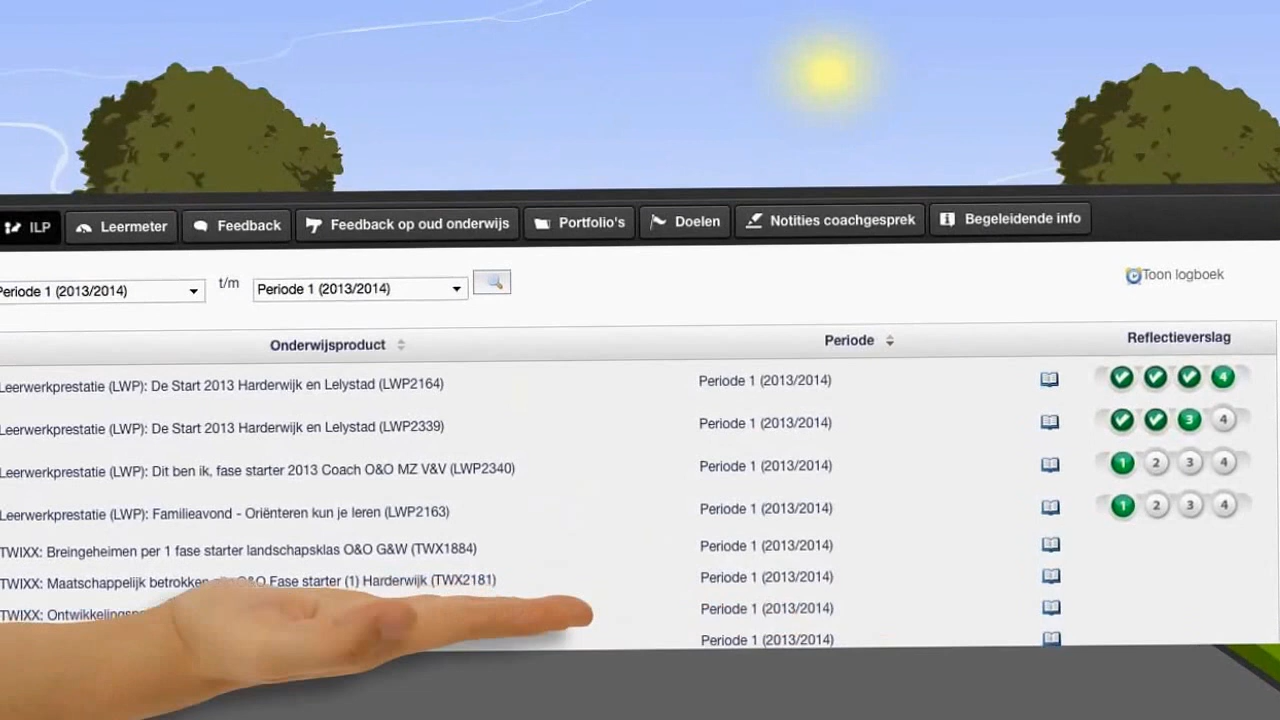 ILP Leermeter Feedback Feedback op oud onderwijs Portfolio's Doelen Notities coachgesprek Begeleidende info
Periode 1 (2013/2014) t/m Periode 1 (2013/2014) Toon logboek
Onderwijsproduct Periode Reflectieverslag
Leerwerkprestatie (LWP): De Start 2013 Harderwijk en Lelystad (LWP2164) Periode 1 (2013/2014) 4
Leerwerkprestatie (LWP): De Start 2013 Harderwijk en Lelystad (LWP2339) Periode 1 (2013/2014) 3 4
Leerwerkprestatie (LWP): Dit ben ik, fase starter 2013 Coach O&O MZ V&V (LWP2340) Periode 1 (2013/2014) 1 2 3 4
Leerwerkprestatie (LWP): Familieavond - Oriënteren kun je leren (LWP2163) Periode 1 (2013/2014) 1 2 3 4
TWIXX: Breingeheimen per 1 fase starter landschapsklas O&O G&W (TWX1884) Periode 1 (2013/2014)
TWIXX: Maatschappelijk betrokken O&O Fase starter (1) Harderwijk (TWX2181) Periode 1 (2013/2014)
TWIXX: Periode 1 (2013/2014)
Periode 1 (2013/2014)